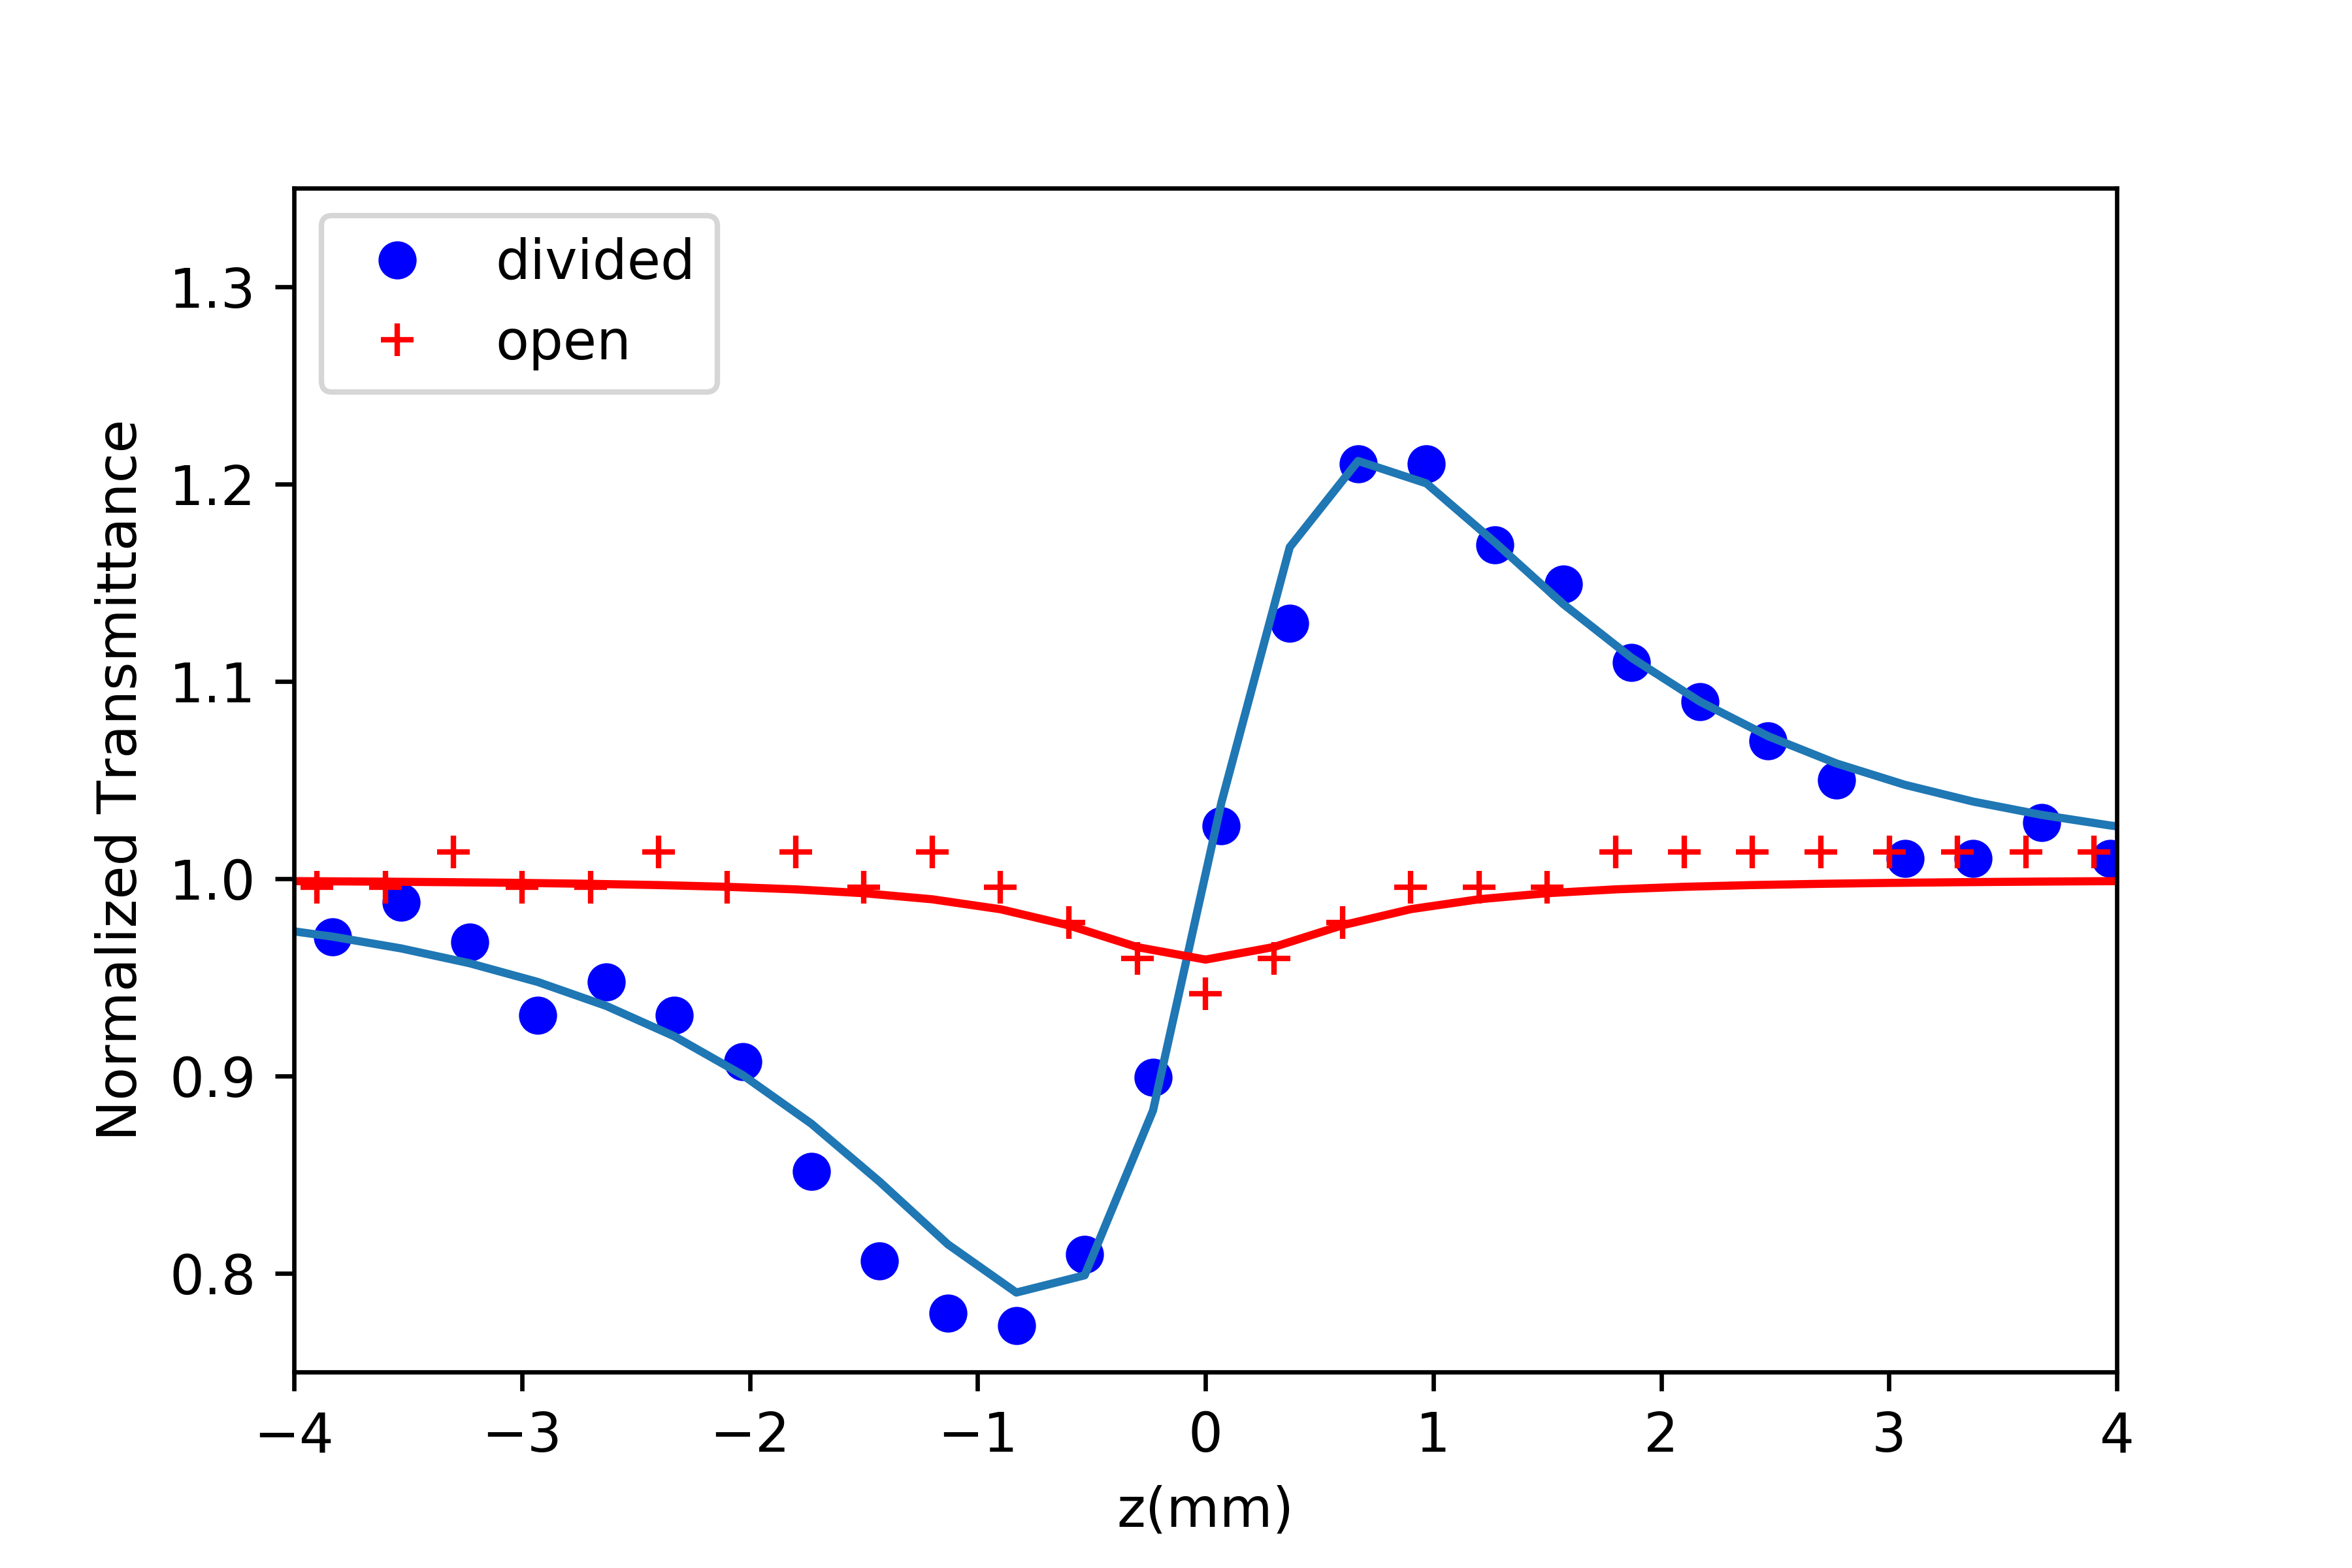 divided
open
Normalized Transmittance
1.3
1.2
1.1
1.0
0.9
0.8
−4 −3 −2 −1 0 1 2 3 4
z(mm)